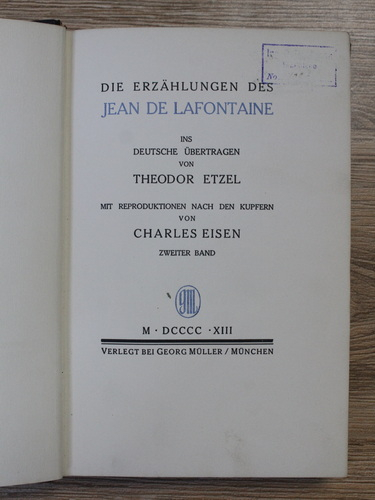 No.
DIE ERZÄHLUNGEN DES
JEAN DE LAFONTAINE
INS
DEUTSCHE ÜBERTRAGEN
VON
THEODOR ETZEL
MIT REPRODUKTIONEN NACH DEN KUPFERN
VON
CHARLES EISEN
ZWEITER BAND
M · DCCCC · XIII
VERLEGT BEI GEORG MÜLLER / MÜNCHEN